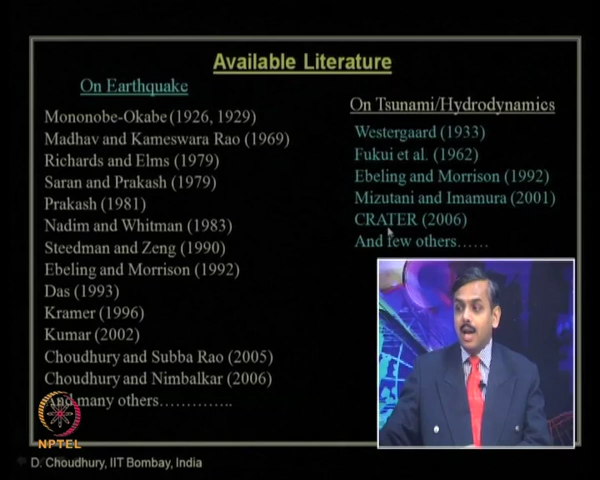 Available Literature
On Earthquake
Mononobe-Okabe (1926, 1929)
Madhav and Kameswara Rao (1969)
Richards and Elms (1979)
Saran and Prakash (1979)
Prakash (1981)
Nadim and Whitman (1983)
Steedman and Zeng (1990)
Ebeling and Morrison (1992)
Das (1993)
Kramer (1996)
Kumar (2002)
Choudhury and Subba Rao (2005)
Choudhury and Nimbalkar (2006)
And many others…………..
On Tsunami/Hydrodynamics
Westergaard (1933)
Fukui et al. (1962)
Ebeling and Morrison (1992)
Mizutani and Imamura (2001)
CRATER (2006)
And few others……
NPTEL
D. Choudhury, IIT Bombay, India